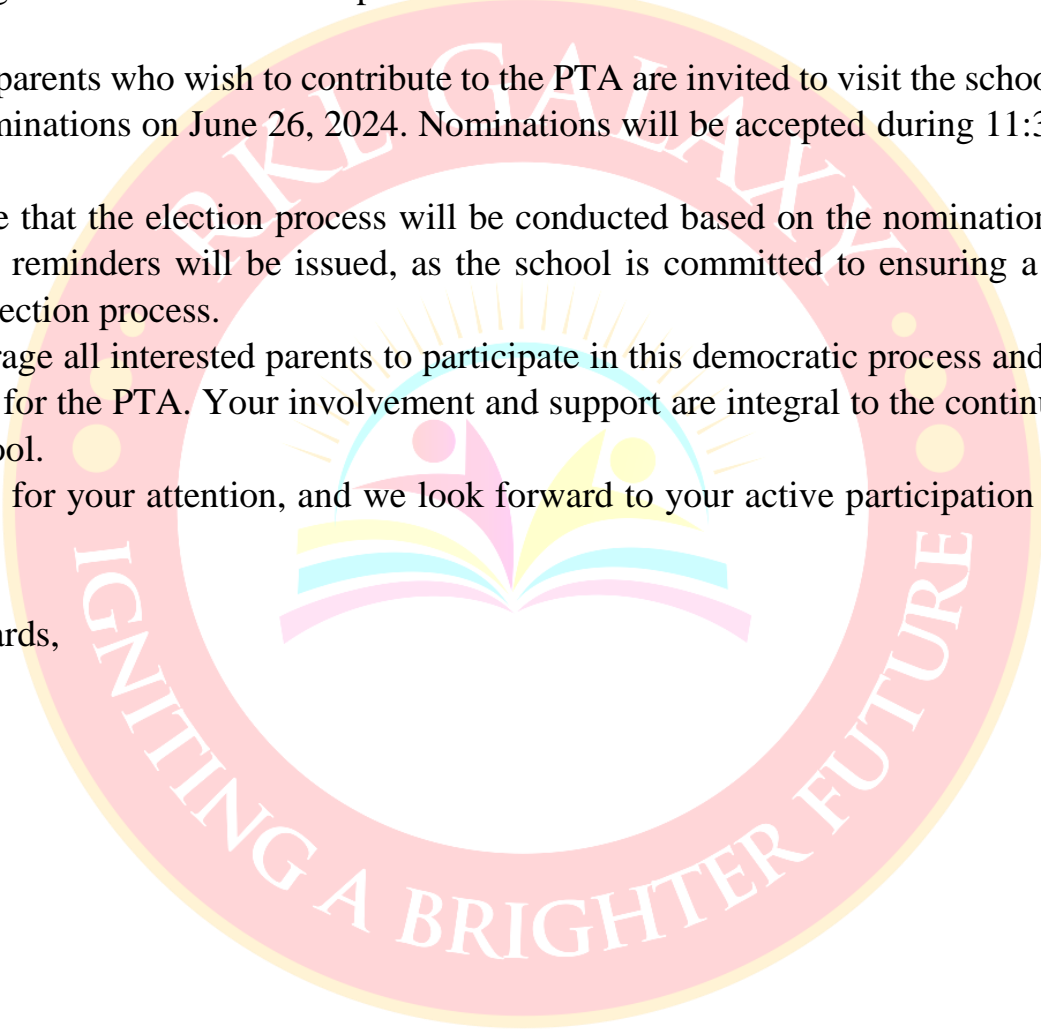 parents who wish to contribute to the PTA are invited to visit the school
minations on June 26, 2024. Nominations will be accepted during 11:3
e that the election process will be conducted based on the nomination
reminders will be issued, as the school is committed to ensuring a
ection process.
rage all interested parents to participate in this democratic process and
for the PTA. Your involvement and support are integral to the continu
ool.
for your attention, and we look forward to your active participation
ards,
RKL GALAXY
IGNITING A BRIGHTER FUTURE